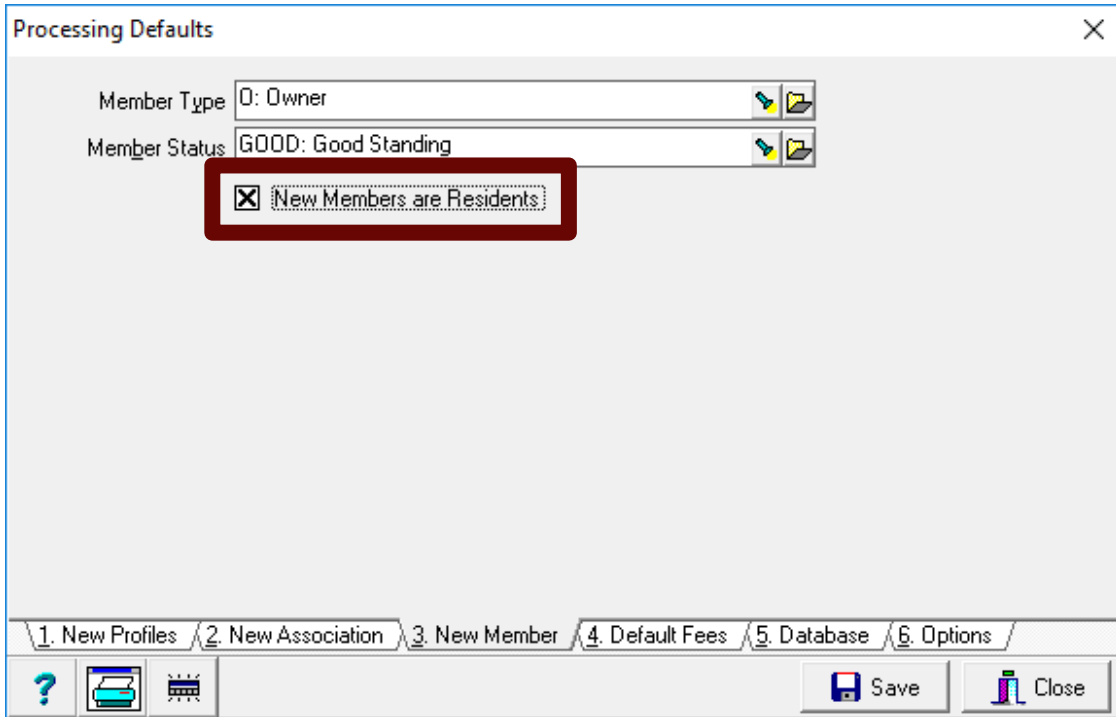 Processing Defaults
Member Type O: Owner
Member Status GOOD: Good Standing
New Members are Residents
1. New Profiles 2. New Association 3. New Member 4. Default Fees 5. Database 6. Options
? Save Close